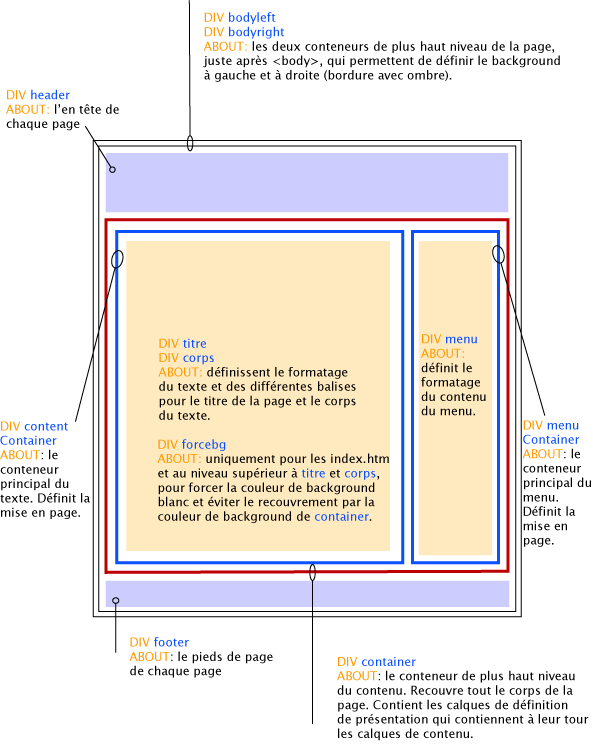 DIV bodyleft
DIV bodyright
ABOUT: les deux conteneurs de plus haut niveau de la page,
juste après <body>, qui permettent de définir le background
à gauche et à droite (bordure avec ombre).
DIV header
ABOUT: l'en tête de
chaque page
DIV titre
DIV corps
ABOUT: définissent le formatage
du texte et des différentes balises
pour le titre de la page et le corps
du texte.
DIV forcebg
ABOUT: uniquement pour les index.htm
et au niveau supérieur à titre et corps,
pour forcer la couleur de background
blanc et éviter le recouvrement par la
couleur de background de container.
DIV menu
ABOUT:
définit le
formatage
du contenu
du menu.
DIV content
Container
ABOUT: le
conteneur
principal du
texte. Définit la
mise en page.
DIV menu
Container
ABOUT: le
conteneur
principal du
menu.
Définit la
mise en
page.
DIV footer
ABOUT: le pieds de page
de chaque page
DIV container
ABOUT: le conteneur de plus haut niveau
du contenu. Recouvre tout le corps de la
page. Contient les calques de définition
de présentation qui contiennent à leur tour
les calques de contenu.